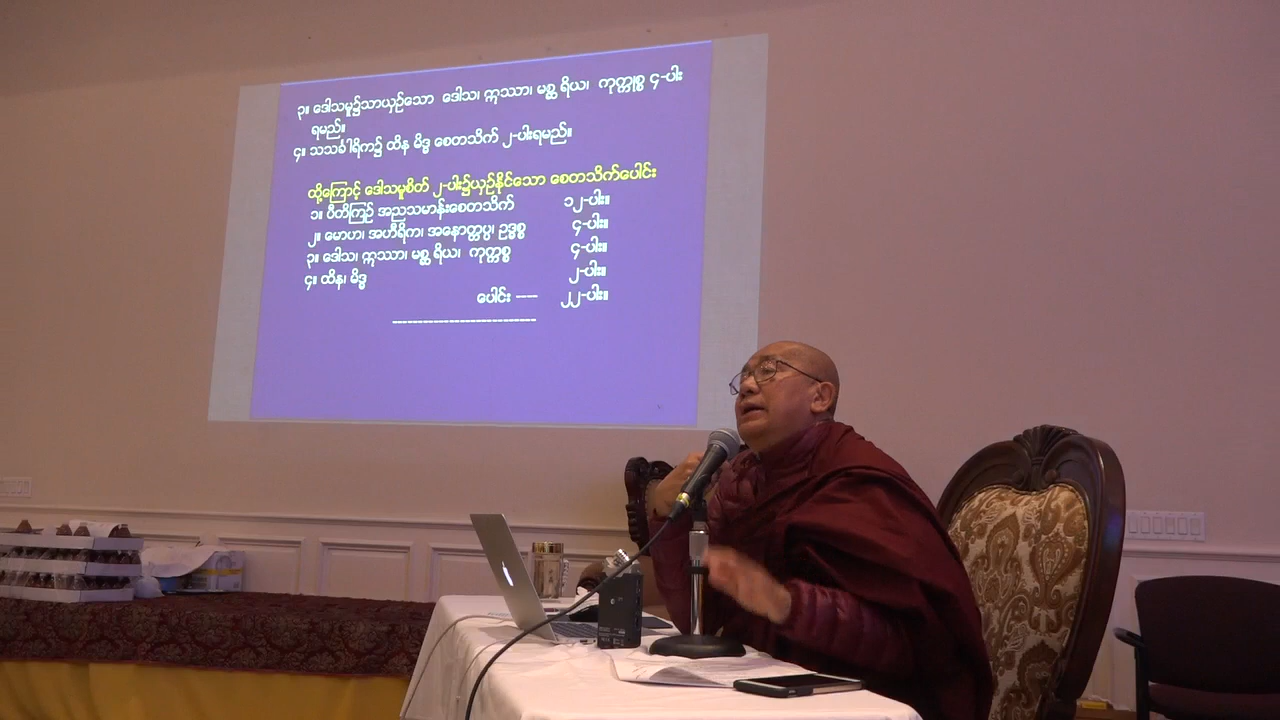 ၃။ ဒေါသမူ၌သာယှဉ်သော ဒေါသ၊ ဣဿာ၊ မစ္ဆ ရိယ၊ ကုက္ကုစ္စ ၄-ပါး
ရမည်။
၄။ သသင်္ခါရိက၌ ထိန မိဒ္ဓ စေတသိက် ၂-ပါးရမည်။
ထို့ကြောင့် ဒေါသမူစိတ် ၂-ပါး၌ယှဉ်နိုင်သော စေတသိက်ပေါင်း
၁။ ပီတိကြဉ် အညသမာန်းစေတသိက် ၁၂-ပါး။
၂။ မောဟ၊ အဟီရိက၊ အနောတ္တပ္ပ၊ ဥဒ္ဓစ္စ ၄-ပါး။
၃။ ဒေါသ၊ ဣဿာ၊ မစ္ဆ ရိယ၊ ကုက္ကုစ္စ ၄-ပါး။
၄။ ထိန၊ မိဒ္ဓ ၂-ပါး။
ပေါင်း ---- ၂၂-ပါး။
-------------------------